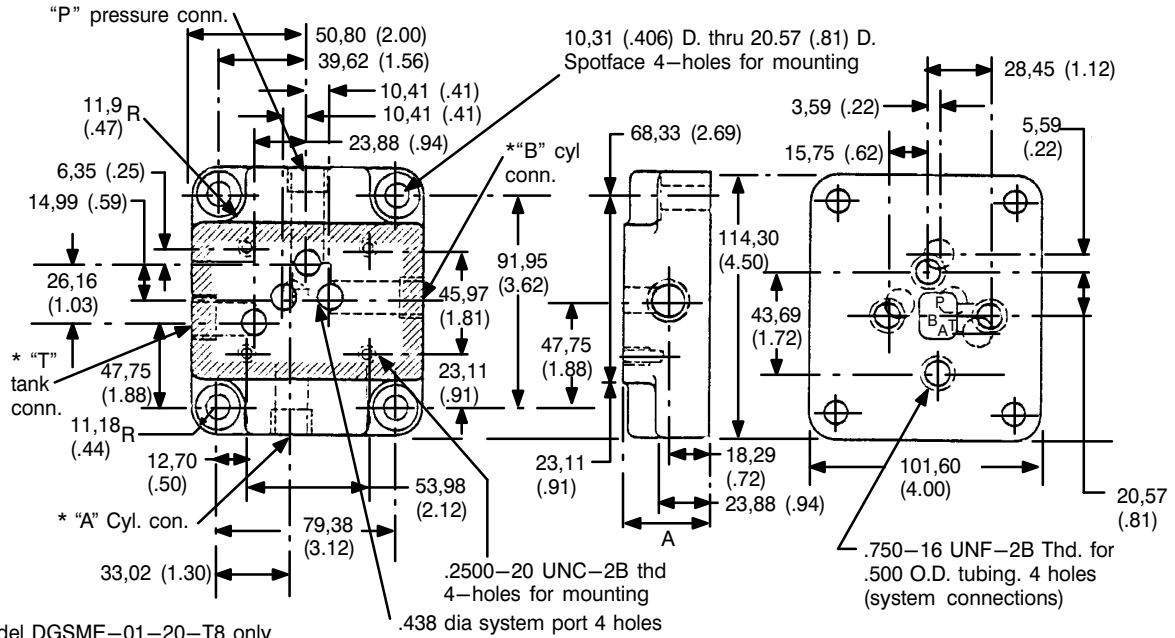 "P" pressure conn.
50,80 (2.00)
39,62 (1.56)
10,31 (.406) D. thru 20.57 (.81) D.
Spotface 4–holes for mounting
28,45 (1.12)
11,9 R
(.47)
10,41 (.41)
10,41 (.41)
3,59 (.22)
5,59
(.22)
68,33 (2.69)
23,88 (.94)
*"B" cyl
conn.
15,75 (.62)
6,35 (.25)
14,99 (.59)
114,30
(4.50)
26,16
(1.03)
91,95
(3.62)
45,97
(1.81)
43,69
(1.72)
P
B
T
A
* "T"
tank
conn.
47,75
(1.88)
47,75
(1.88)
23,11
(.91)
11,18 R
(.44)
12,70
(.50)
23,11
(.91)
18,29
(.72)
101,60
(4.00)
53,98
(2.12)
23,88 (.94)
20,57
(.81)
* "A" Cyl. con.
79,38
(3.12)
A
33,02 (1.30)
.2500–20 UNC–2B thd
4–holes for mounting
.750–16 UNF–2B Thd. for
.500 O.D. tubing. 4 holes
(system connections)
.438 dia system port 4 holes
del DGSME–01–20–T8 only